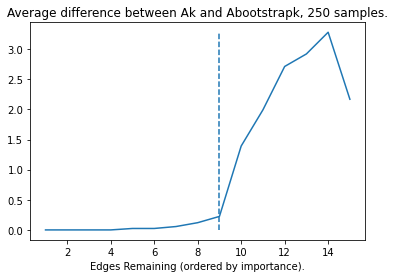 Average difference between Ak and Abootstrapk, 250 samples.
3.0
2.5
2.0
1.5
1.0
0.5
0.0
2 4 6 8 10 12 14
Edges Remaining (ordered by importance).